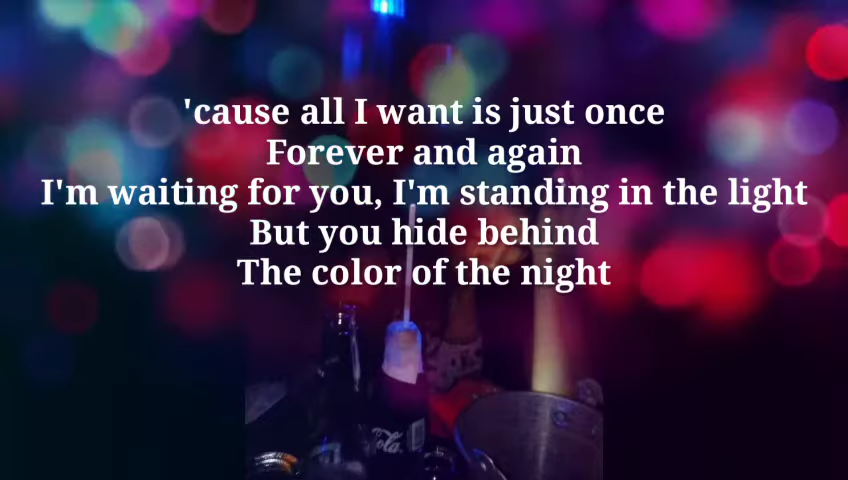 'cause all I want is just once
Forever and again
I'm waiting for you, I'm standing in the light
But you hide behind
The color of the night
Cola